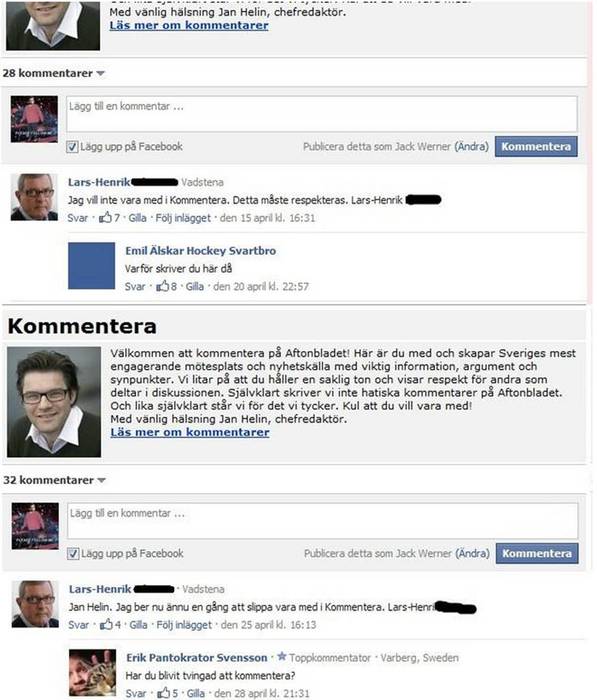 Med vänlig hälsning Jan Helin, chefredaktör.
Läs mer om kommentarer
28 kommentarer
Lägg till en kommentar ...
Lägg upp på Facebook
Publicera detta som Jack Werner (Ändra)
Kommentera
Lars-Henrik · Vadstena
Jag vill inte vara med i Kommentera. Detta måste respekteras. Lars-Henrik
Svar · 7 · Gilla · Följ inlägget · den 15 april kl. 16:31
Emil Älskar Hockey Svartbro
Varför skriver du här då
Svar · 8 · Gilla · den 20 april kl. 22:57
Kommentera
Välkommen att kommentera på Aftonbladet! Här är du med och skapar Sveriges mest
engagerande mötesplats och nyhetskälla med viktig information, argument och
synpunkter. Vi litar på att du håller en saklig ton och visar respekt för andra som
deltar i diskussionen. Självklart skriver vi inte hatiska kommentarer på Aftonbladet.
Och lika självklart står vi för det vi tycker. Kul att du vill vara med!
Med vänlig hälsning Jan Helin, chefredaktör.
Läs mer om kommentarer
32 kommentarer
Lägg till en kommentar ...
Lägg upp på Facebook
Publicera detta som Jack Werner (Ändra)
Kommentera
Lars-Henrik · Vadstena
Jan Helin. Jag ber nu ännu en gång att slippa vara med i Kommentera. Lars-Henri
Svar · 4 · Gilla · Följ inlägget · den 25 april kl. 16:13
Erik Pantokrator Svensson · Toppkommentator · Varberg, Sweden
Har du blivit tvingad att kommentera?
Svar · 5 · Gilla · den 28 april kl. 21:31